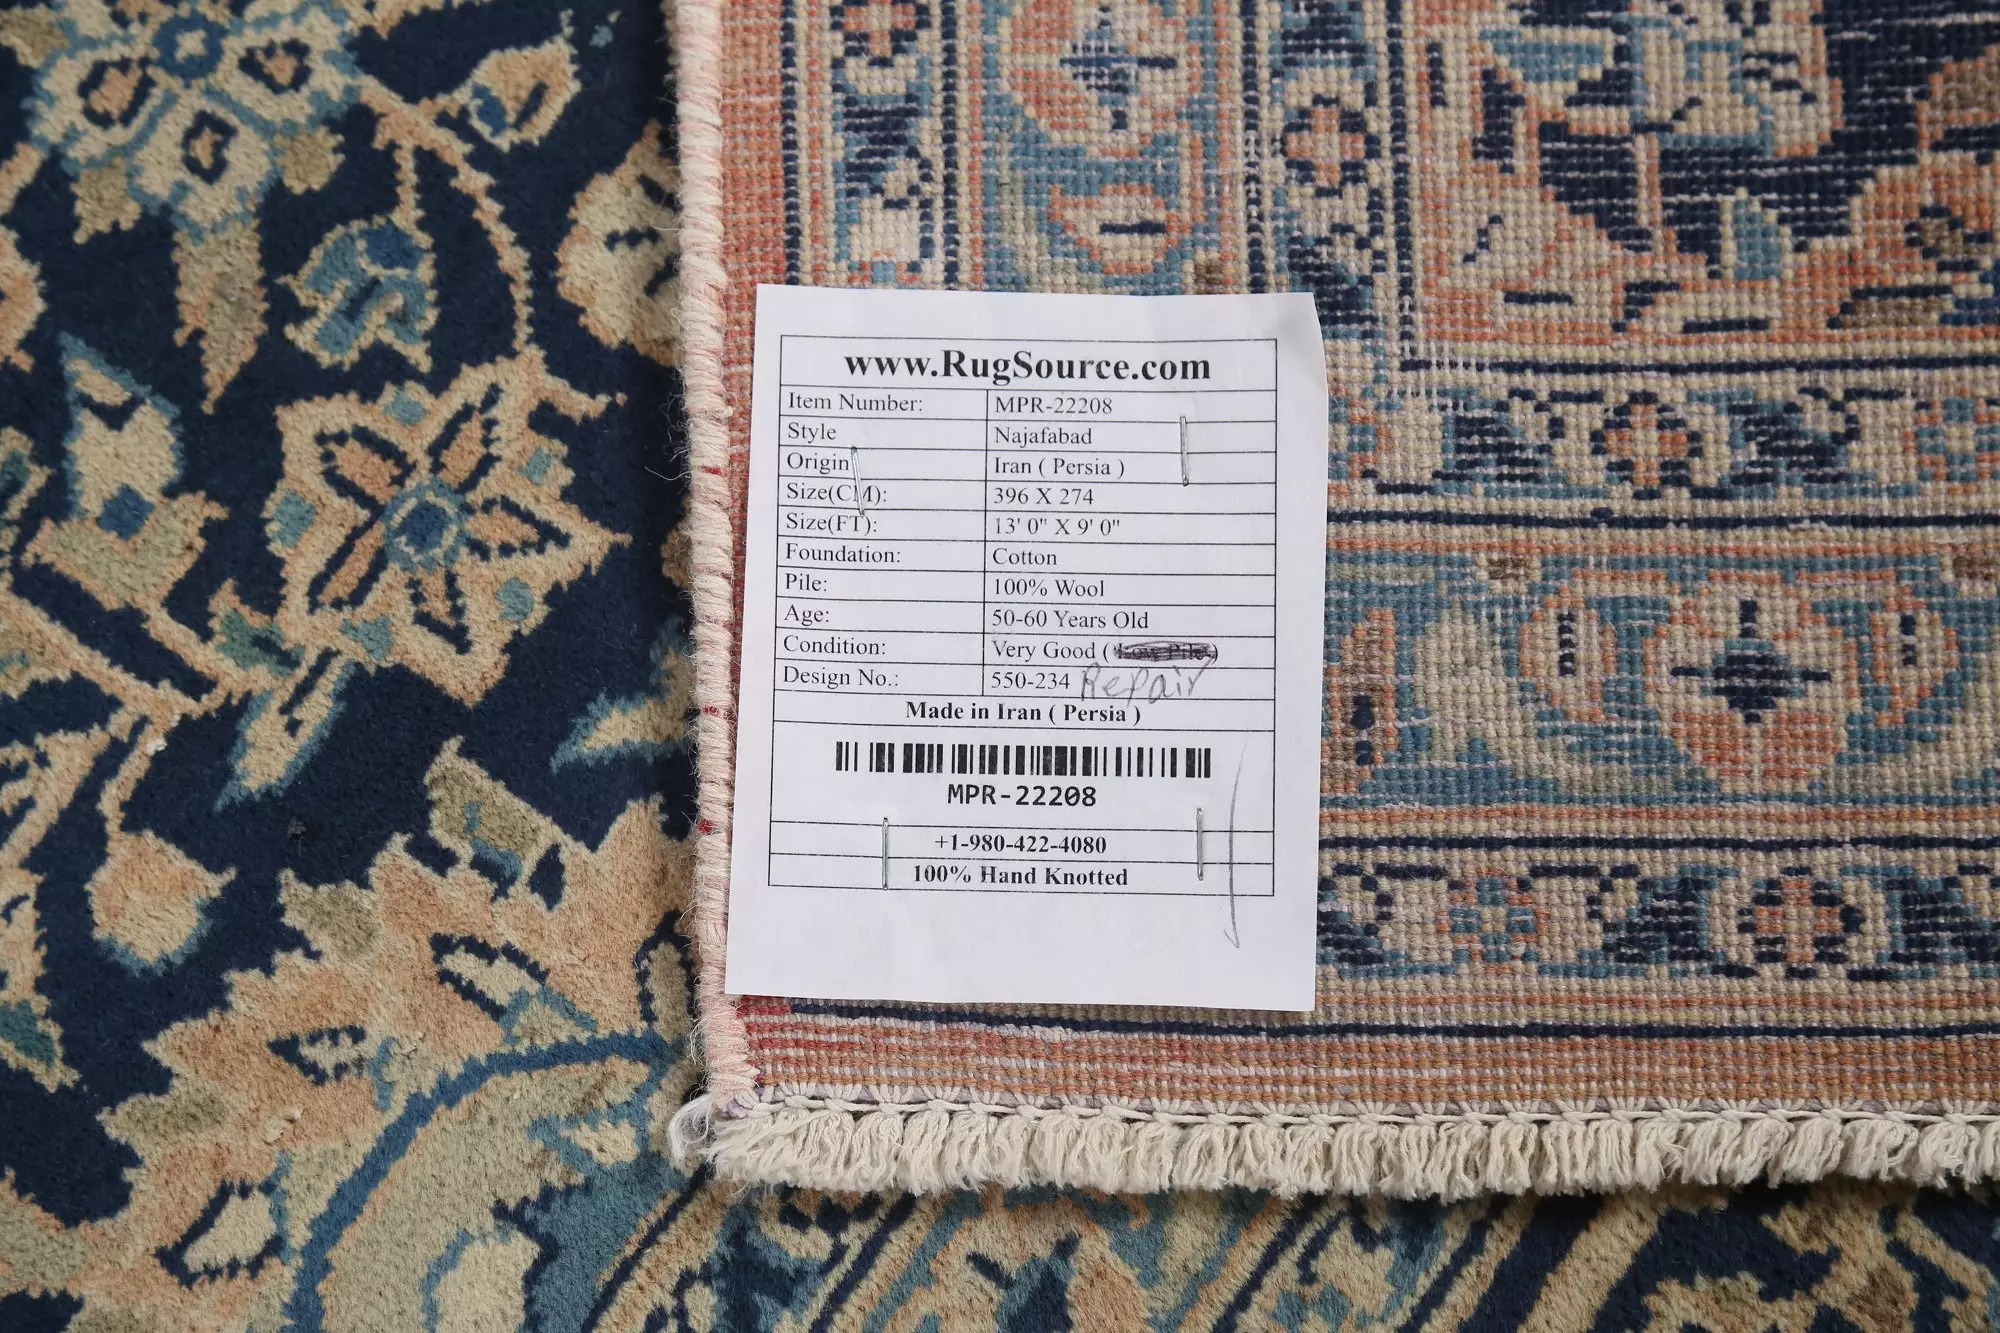 www.RugSource.com
Item Number: MPR-22208
Style Najafabad
Origin Iran ( Persia )
Size(CM): 396 X 274
Size(FT): 13' 0" X 9' 0"
Foundation: Cotton
Pile: 100% Wool
Age: 50-60 Years Old
Condition: Very Good ( Low Pile )
Design No.: 550-234 Repair
Made in Iran ( Persia )
MPR-22208
+1-980-422-4080
100% Hand Knotted